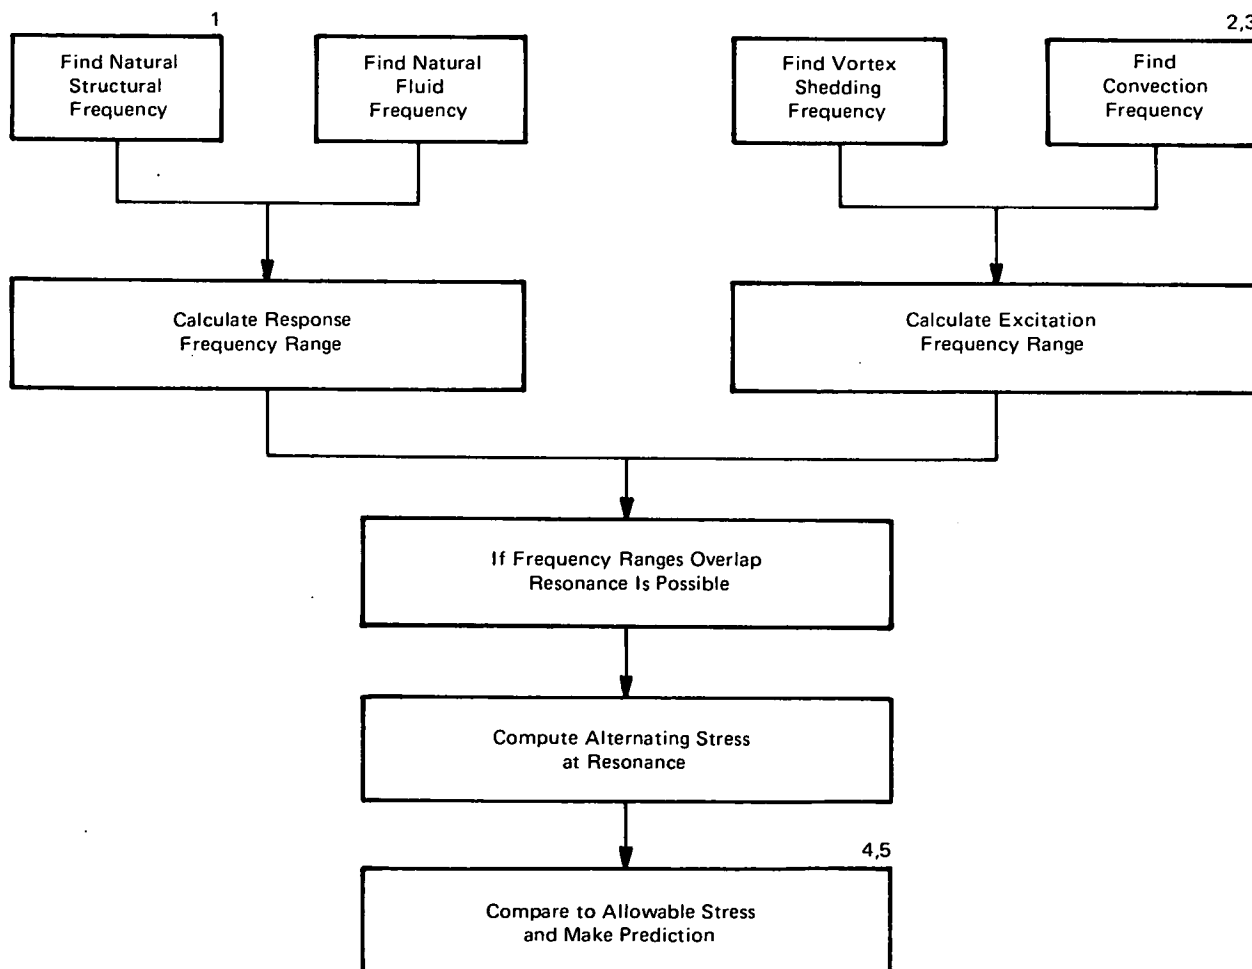 1
Find Natural
Structural
Frequency
Find Natural
Fluid
Frequency
Find Vortex
Shedding
Frequency
2,3
Find
Convection
Frequency
Calculate Response
Frequency Range
Calculate Excitation
Frequency Range
If Frequency Ranges Overlap
Resonance Is Possible
Compute Alternating Stress
at Resonance
4,5
Compare to Allowable Stress
and Make Prediction